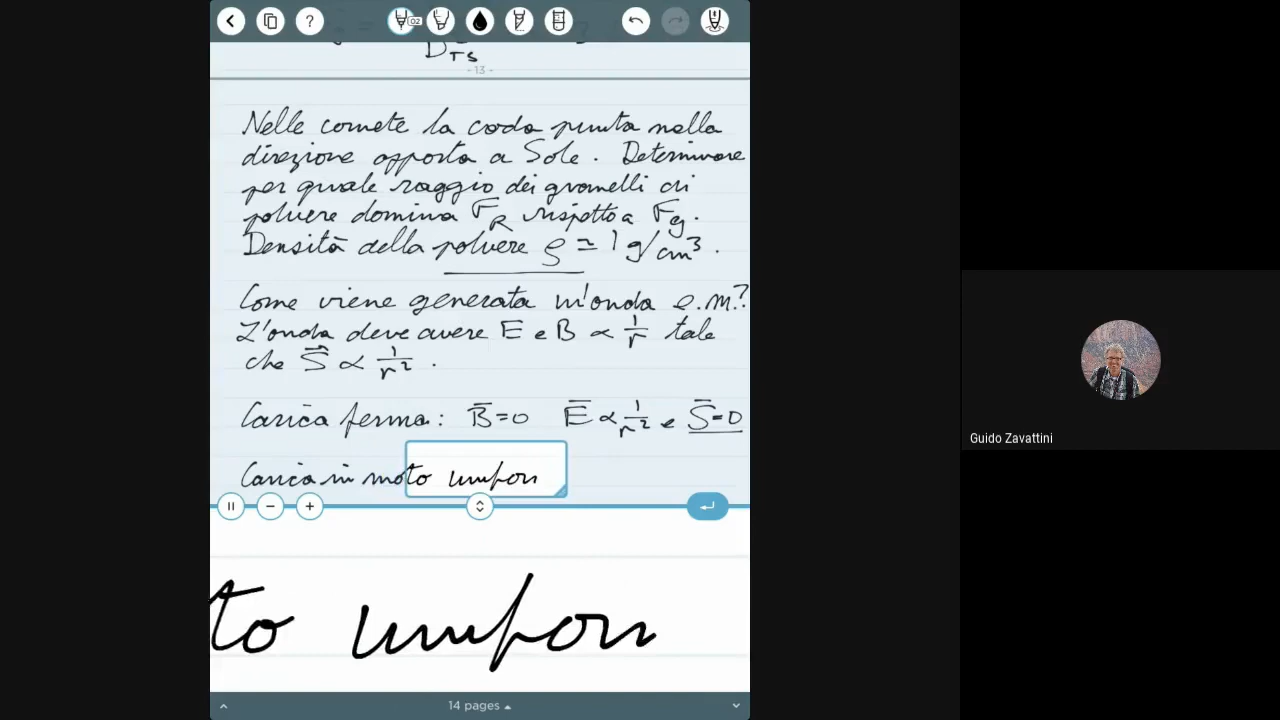 ?
02
D_TS
- 13 -
Nelle comete la coda punta nella
direzione opposta a Sole. Determinare
per quale raggio dei granelli di
polvere domina F_R rispetto a F_g.
Densità della polvere ρ ≃ 1 g/cm³.
Come viene generata un'onda e.m.?
L'onda deve avere E e B ∝ 1/r tale
che S⃗ ∝ 1/r².
Carica ferma: B̄=0 Ē ∝ 1/r² e S̄=0
Carica in moto unifor
to unifor
14 pages
Guido Zavattini